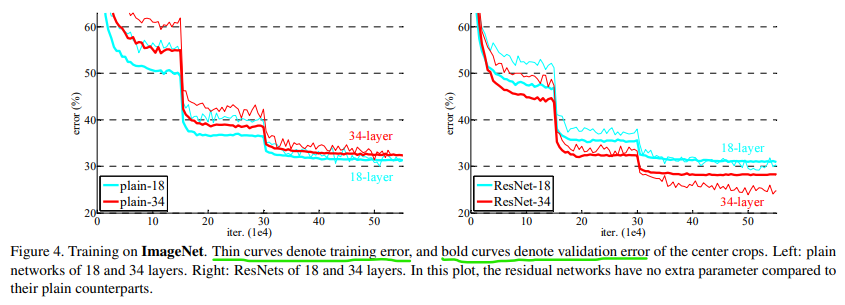 60
50
40
30
20
error (%)
34-layer
18-layer
plain-18
plain-34
0 10 20 30 40 50
iter. (1e4)
60
50
40
30
20
error (%)
18-layer
34-layer
ResNet-18
ResNet-34
0 10 20 30 40 50
iter. (1e4)
Figure 4. Training on ImageNet. Thin curves denote training error, and bold curves denote validation error of the center crops. Left: plain
networks of 18 and 34 layers. Right: ResNets of 18 and 34 layers. In this plot, the residual networks have no extra parameter compared to
their plain counterparts.